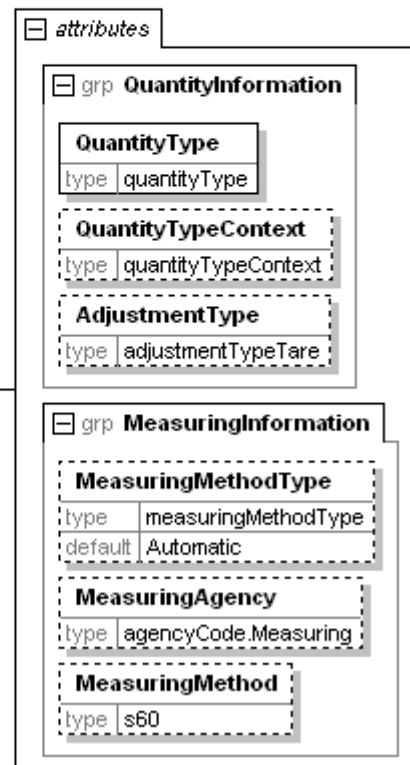 attributes
grp QuantityInformation
QuantityType
type quantityType
QuantityTypeContext
type quantityTypeContext
AdjustmentType
type adjustmentTypeTare
grp MeasuringInformation
MeasuringMethodType
type measuringMethodType
default Automatic
MeasuringAgency
type agencyCode.Measuring
MeasuringMethod
type s60